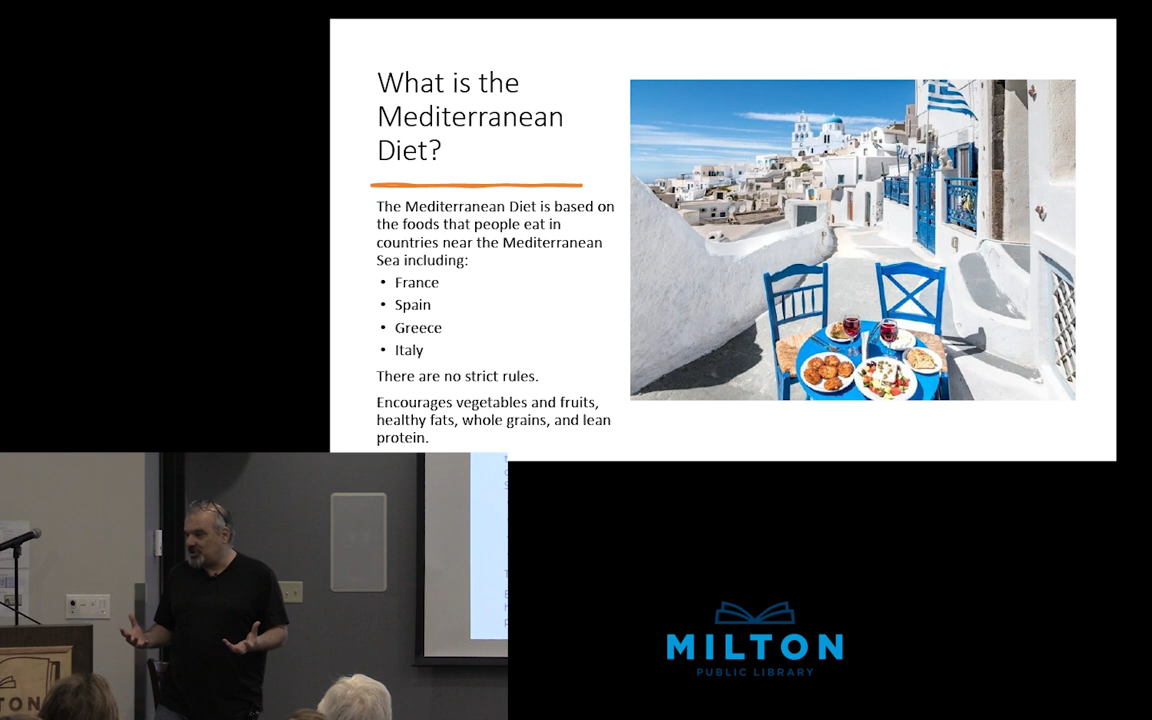 What is the
Mediterranean
Diet?
The Mediterranean Diet is based on
the foods that people eat in
countries near the Mediterranean
Sea including:
• France
• Spain
• Greece
• Italy
There are no strict rules.
Encourages vegetables and fruits,
healthy fats, whole grains, and lean
protein.
TON
MILTON
PUBLIC LIBRARY